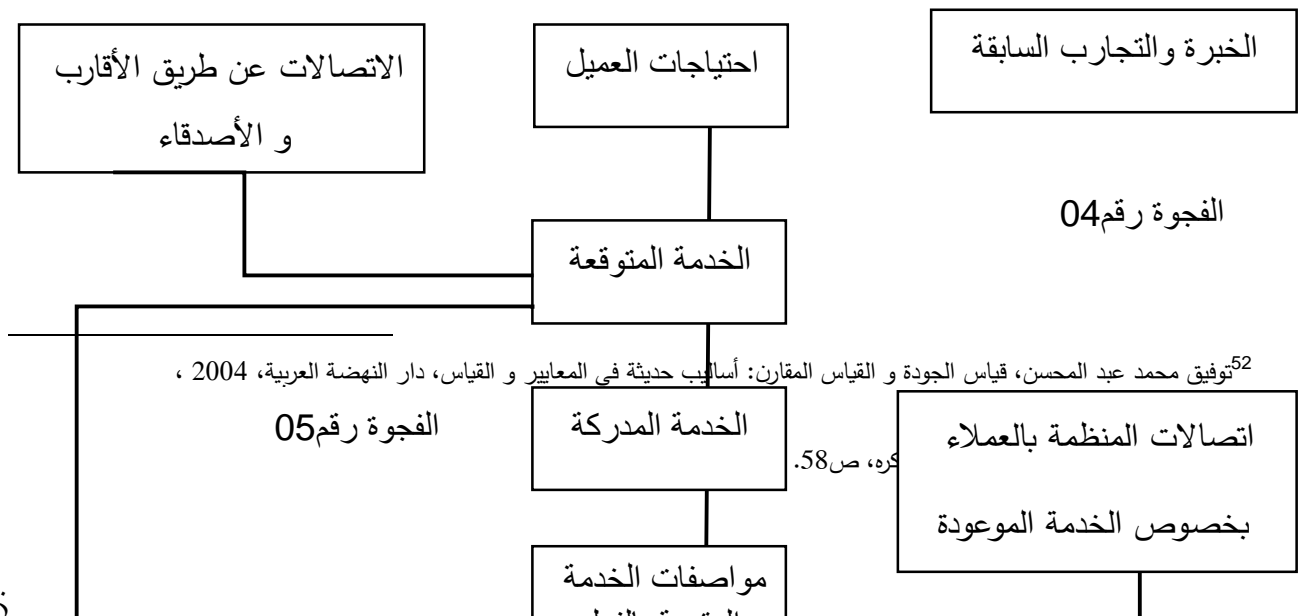 الخبرة والتجارب السابقة
احتياجات العميل
الاتصالات عن طريق الأقارب
و الأصدقاء
الفجوة رقم04
الخدمة المتوقعة
52توفيق محمد عبد المحسن، قياس الجودة و القياس المقارن: أساليب حديثة في المعايير و القياس، دار النهضة العربية، 2004 ،
الخدمة المدركة
الفجوة رقم05
اتصالات المنظمة بالعملاء
بخصوص الخدمة الموعودة
ص58.
مواصفات الخدمة